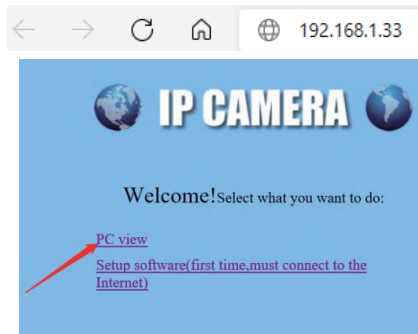 192.168.1.33
IP CAMERA
Welcome!Select what you want to do:
PC view
Setup software(first time,must connect to the
Internet)